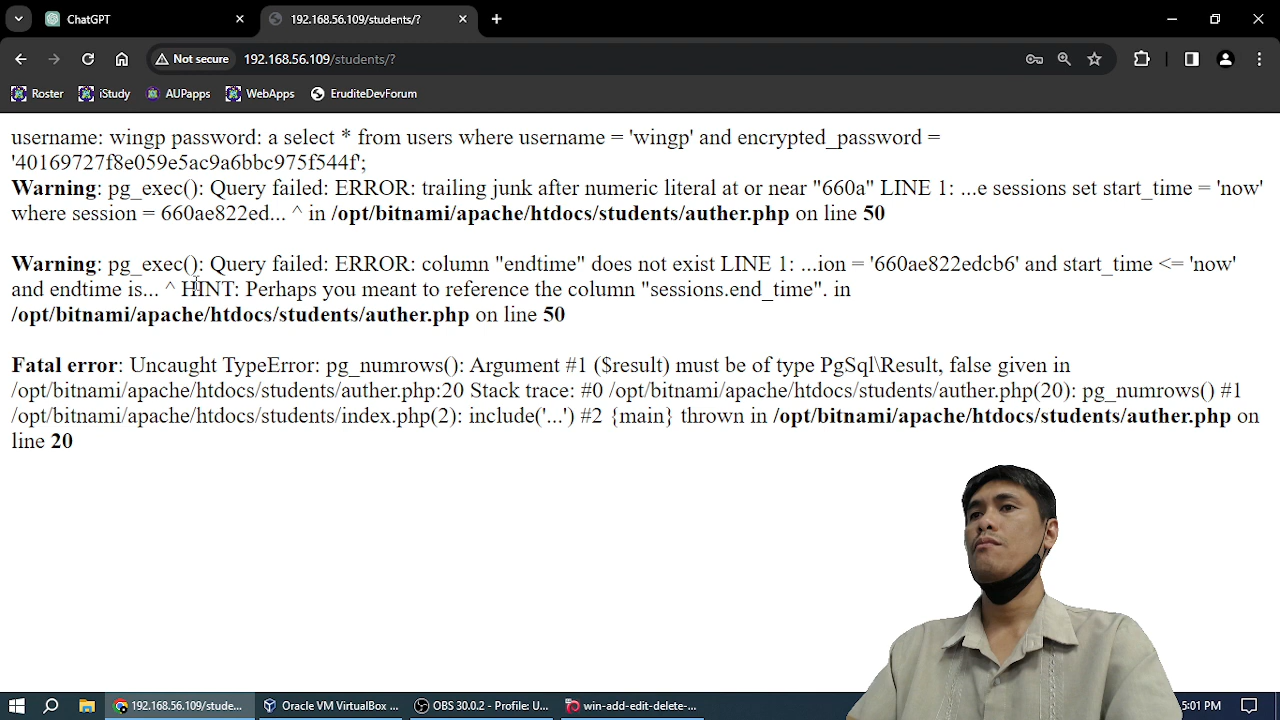 ChatGPT
192.168.56.109/students/?
Not secure
192.168.56.109/students/?
Roster
iStudy
AUPapps
WebApps
EruditeDevForum
username: wingp password: a select * from users where username = 'wingp' and encrypted_password =
'40169727f8e059e5ac9a6bbc975f544f';
Warning: pg_exec(): Query failed: ERROR: trailing junk after numeric literal at or near "660a" LINE 1: ...e sessions set start_time = 'now'
where session = 660ae822ed... ^ in /opt/bitnami/apache/htdocs/students/auther.php on line 50
Warning: pg_exec(): Query failed: ERROR: column "endtime" does not exist LINE 1: ...ion = '660ae822edcb6' and start_time <= 'now'
and endtime is... ^ HINT: Perhaps you meant to reference the column "sessions.end_time". in
/opt/bitnami/apache/htdocs/students/auther.php on line 50
Fatal error: Uncaught TypeError: pg_numrows(): Argument #1 ($result) must be of type PgSql\Result, false given in
/opt/bitnami/apache/htdocs/students/auther.php:20 Stack trace: #0 /opt/bitnami/apache/htdocs/students/auther.php(20): pg_numrows() #1
/opt/bitnami/apache/htdocs/students/index.php(2): include('...') #2 {main} thrown in /opt/bitnami/apache/htdocs/students/auther.php on
line 20
192.168.56.109/stude...
Oracle VM VirtualBox ...
OBS 30.0.2 - Profile: U...
win-add-edit-delete-...
5:01 PM